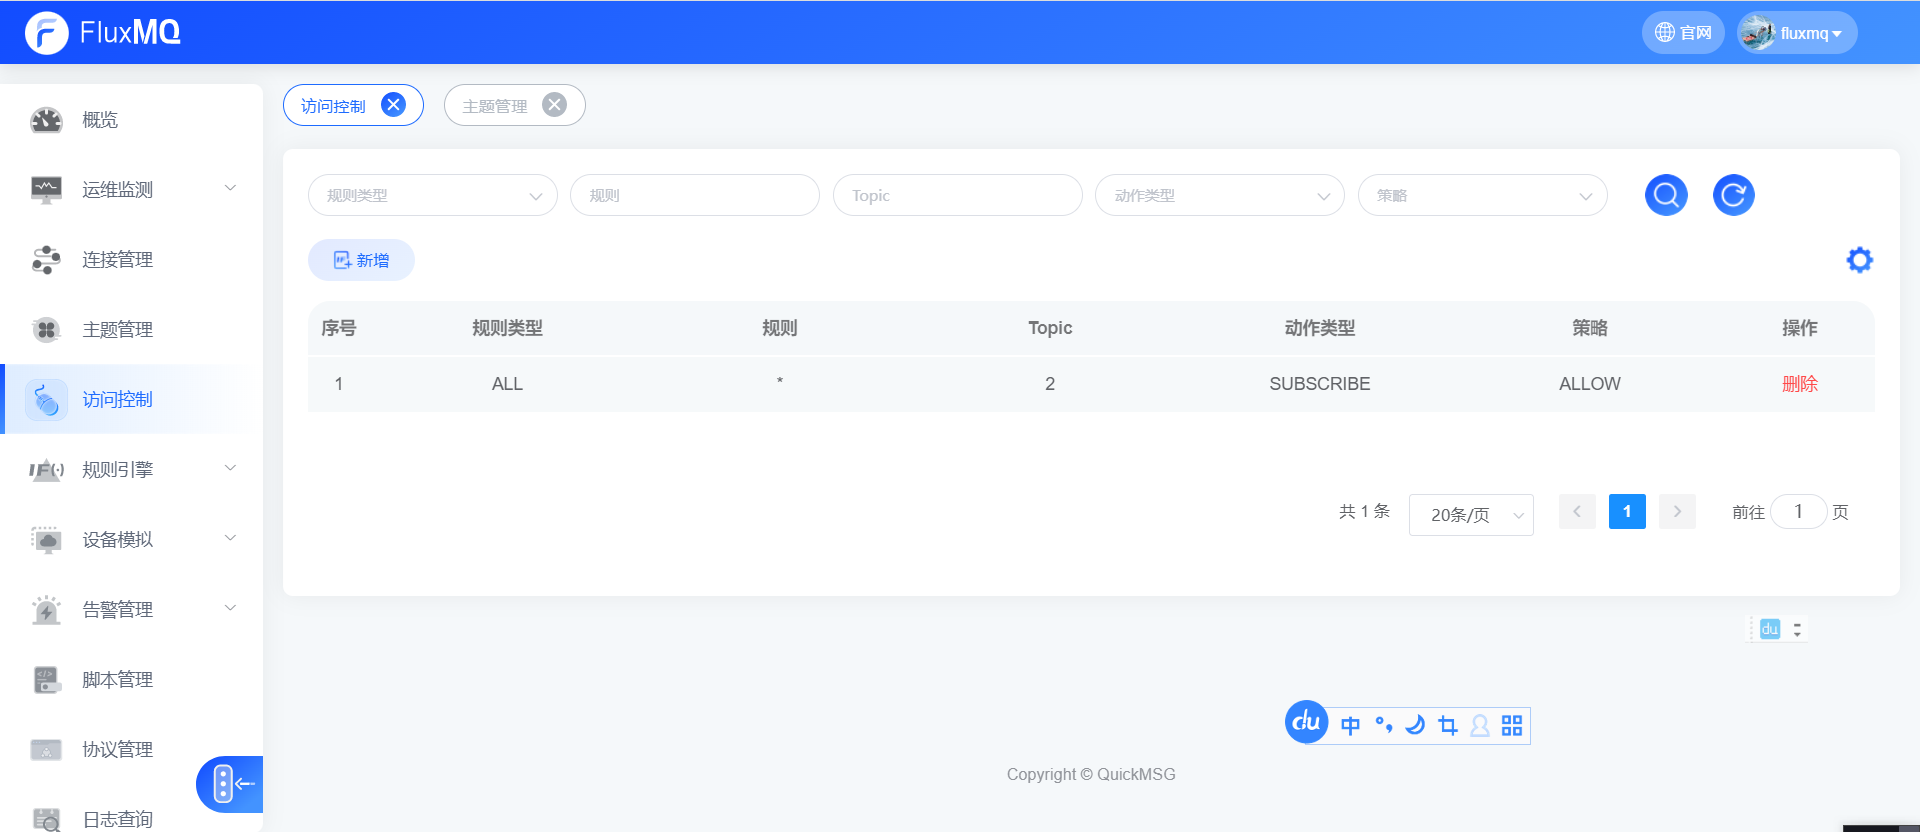 FluxMQ
官网
fluxmq
概览
运维监测
连接管理
主题管理
访问控制
规则引擎
设备模拟
告警管理
脚本管理
协议管理
日志查询
访问控制
主题管理
规则类型
规则
Topic
动作类型
策略
新增
序号 规则类型 规则 Topic 动作类型 策略 操作
1 ALL * 2 SUBSCRIBE ALLOW 删除
共 1 条
20条/页
1
前往 1 页
du
du 中 °,
Copyright © QuickMSG